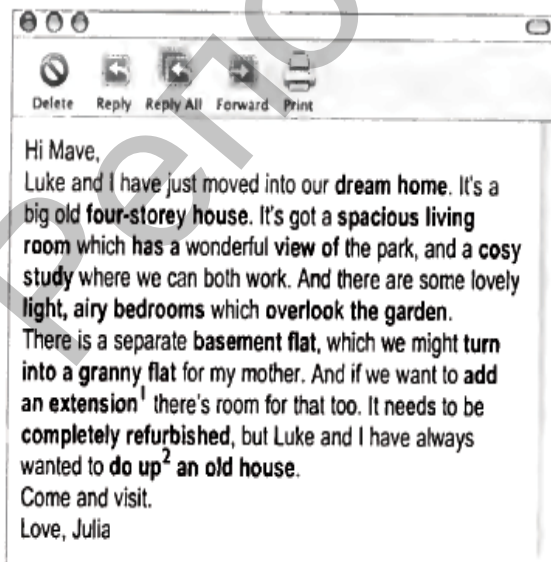 Delete Reply Reply All Forward Print
Hi Mave,
Luke and I have just moved into our dream home. It's a
big old four-storey house. It's got a spacious living
room which has a wonderful view of the park, and a cosy
study where we can both work. And there are some lovely
light, airy bedrooms which overlook the garden.
There is a separate basement flat, which we might turn
into a granny flat for my mother. And if we want to add
an extension¹ there's room for that too. It needs to be
completely refurbished, but Luke and I have always
wanted to do up² an old house.
Come and visit.
Love, Julia